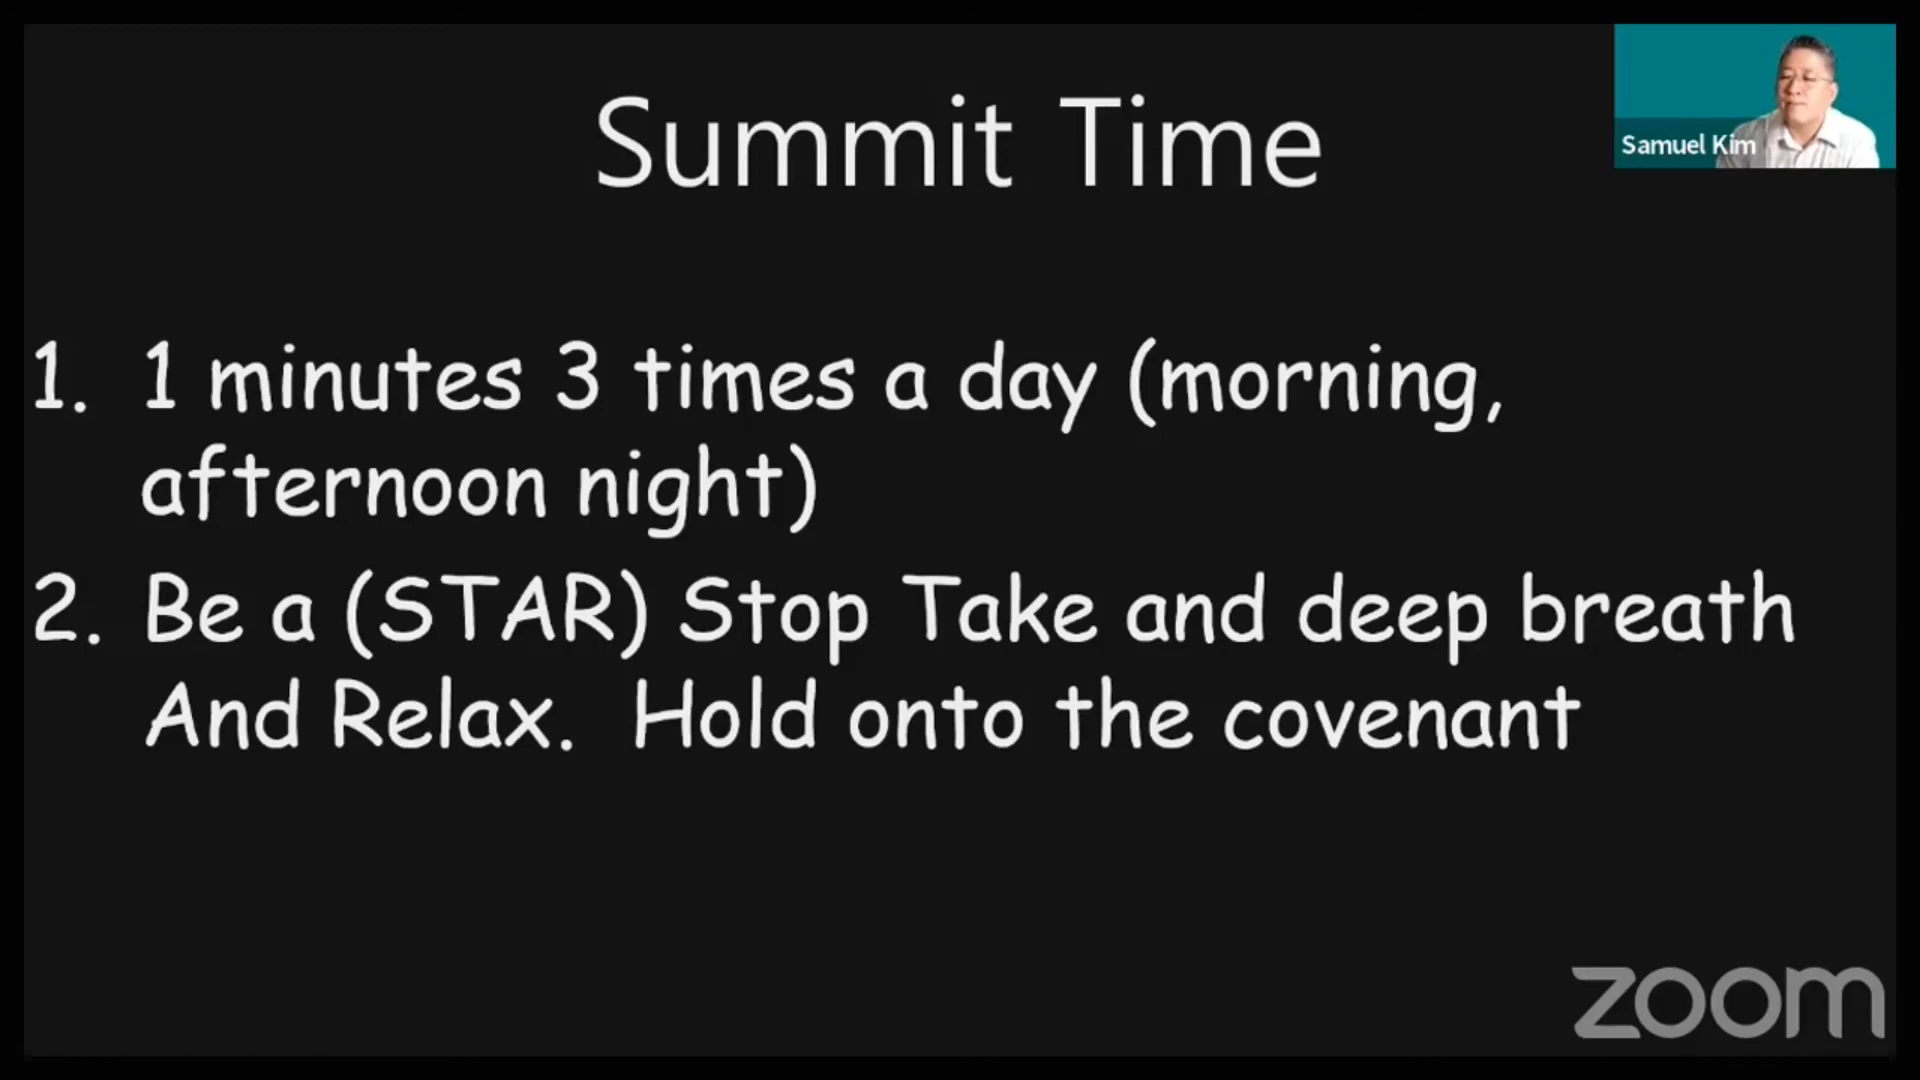 Summit Time
Samuel Kim
1. 1 minutes 3 times a day (morning,
afternoon night)
2. Be a (STAR) Stop Take and deep breath
And Relax. Hold onto the covenant
zoom